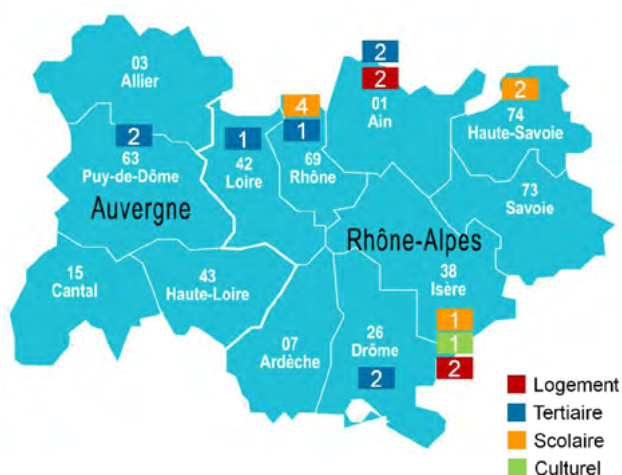 2
03
Allier
2
01
Ain
4
1
69
Rhône
2
74
Haute-Savoie
2
63
Puy-de-Dôme
1
42
Loire
73
Savoie
Auvergne
Rhône-Alpes
15
Cantal
43
Haute-Loire
38
Isère
1
1
2
07
Ardèche
26
Drôme
2
Logement
Tertiaire
Scolaire
Culturel